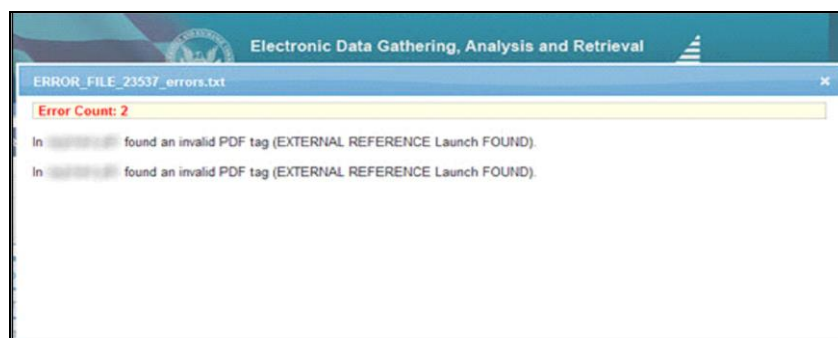 Electronic Data Gathering, Analysis and Retrieval
ERROR_FILE_23537_errors.txt
Error Count: 2
In found an invalid PDF tag (EXTERNAL REFERENCE Launch FOUND).
In found an invalid PDF tag (EXTERNAL REFERENCE Launch FOUND).